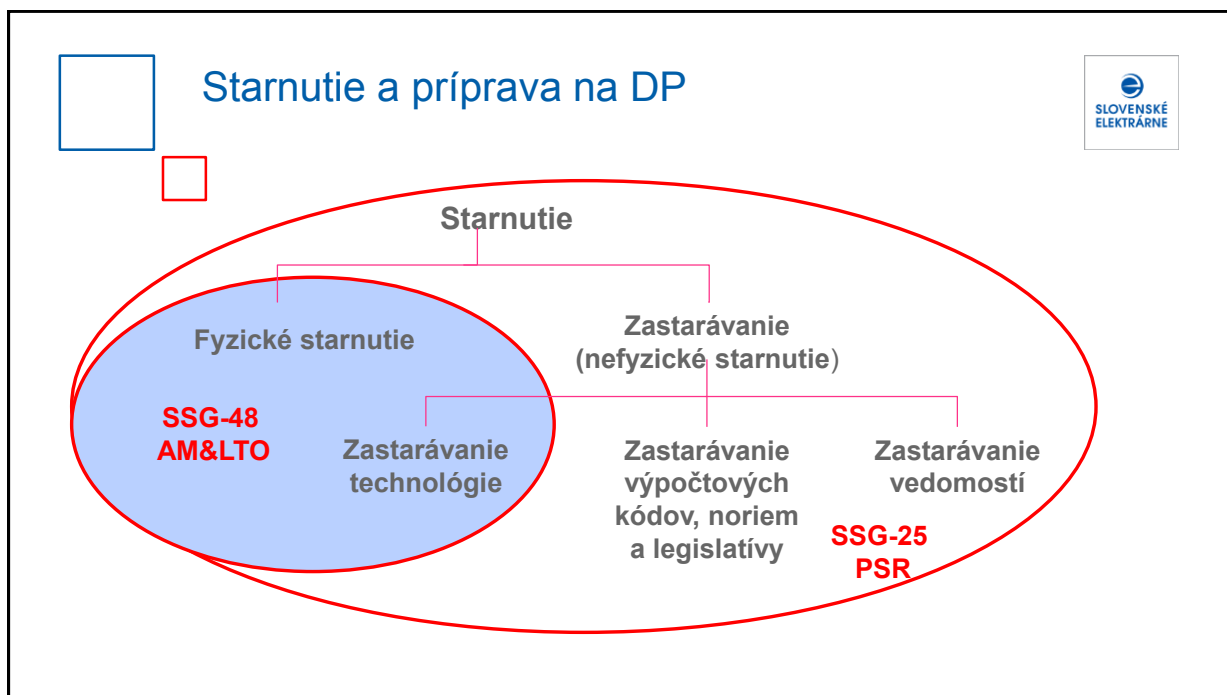 Starnutie a príprava na DP
SLOVENSKÉ
ELEKTRÁRNE
Starnutie
Fyzické starnutie
Zastarávanie
(nefyzické starnutie)
SSG-48
AM&LTO
Zastarávanie
technológie
Zastarávanie
výpočtových
kódov, noriem
a legislatívy
Zastarávanie
vedomostí
SSG-25
PSR